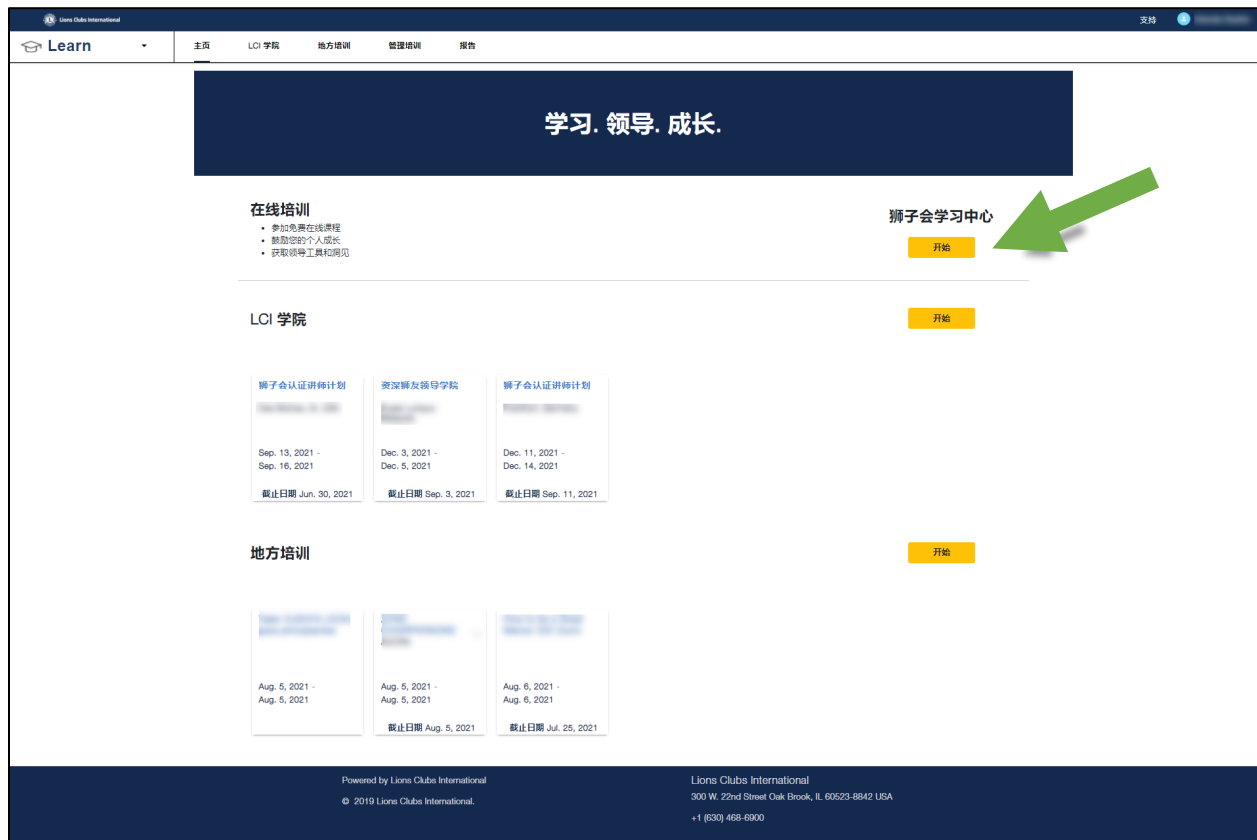 Lions Clubs International
支持
Learn
主页 LCI 学院 地方培训 管理培训 报告
学习. 领导. 成长.
在线培训
• 参加免费在线课程
• 鼓励您的个人成长
• 获取领导工具和洞见
狮子会学习中心
开始
LCI 学院
开始
狮子会认证讲师计划
Sep. 13, 2021 -
Sep. 16, 2021
截止日期 Jun. 30, 2021
资深狮友领导学院
Dec. 3, 2021 -
Dec. 5, 2021
截止日期 Sep. 3, 2021
狮子会认证讲师计划
Dec. 11, 2021 -
Dec. 14, 2021
截止日期 Sep. 11, 2021
地方培训
开始
Aug. 5, 2021 -
Aug. 5, 2021
Aug. 5, 2021 -
Aug. 5, 2021
截止日期 Aug. 5, 2021
Aug. 6, 2021 -
Aug. 6, 2021
截止日期 Jul. 25, 2021
Powered by Lions Clubs International
© 2019 Lions Clubs International.
Lions Clubs International
300 W. 22nd Street Oak Brook, IL 60523-8842 USA
+1 (630) 468-6900